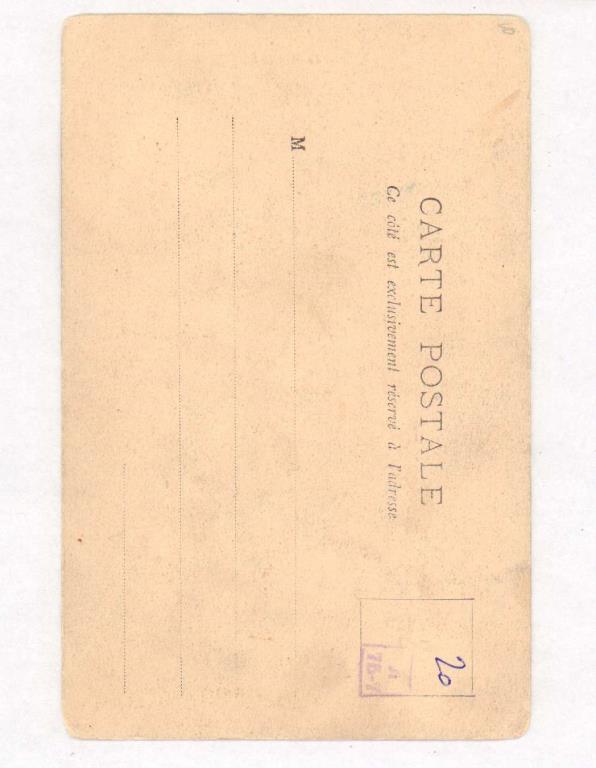 CARTE POSTALE
Ce côté est exclusivement réservé à l'adresse
M
20
A